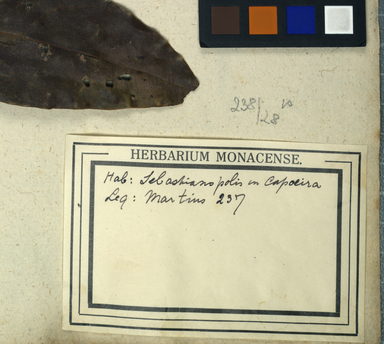 238/28
HERBARIUM MONACENSE.
Hab: Sebastianopolis in Capoeira
Leg: Martius 237